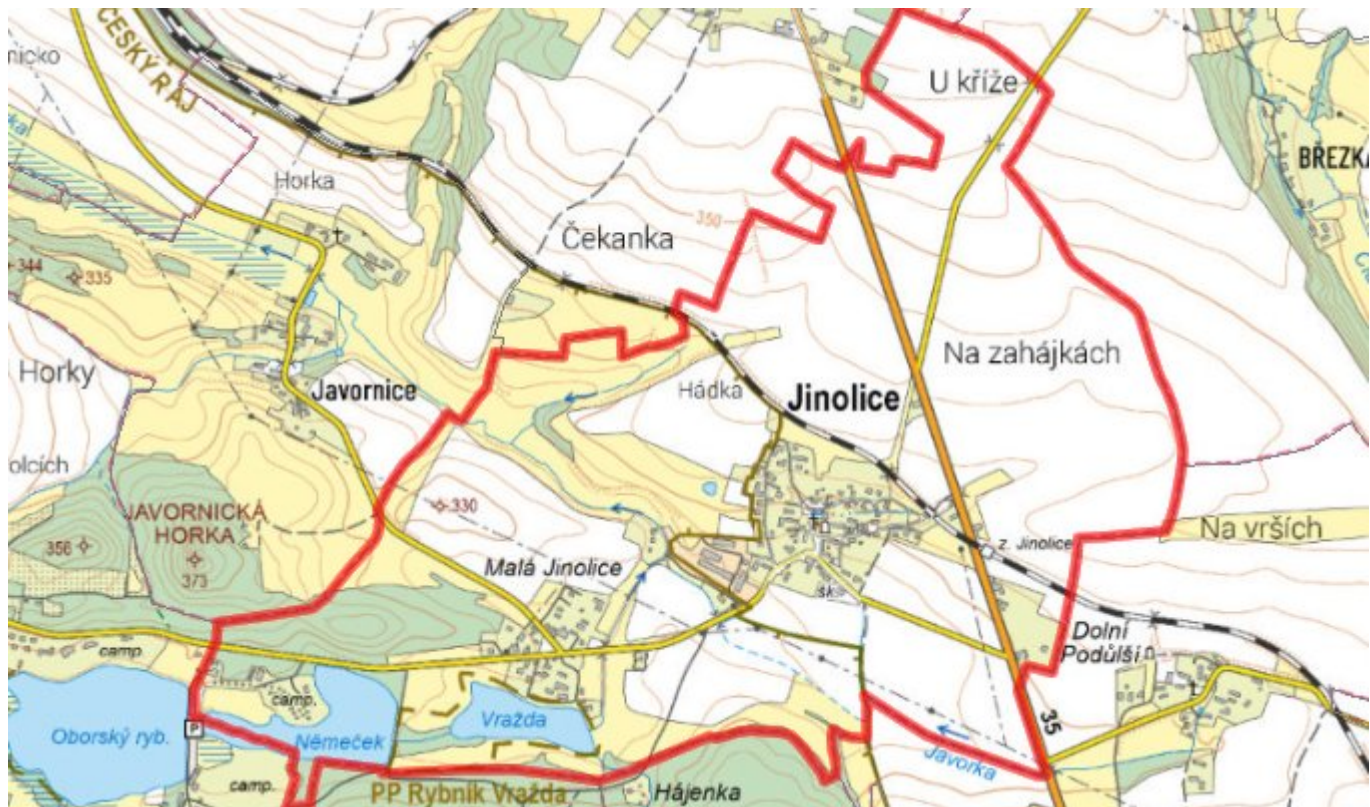 ČESKÝ RÁJ
nicko
U kříže
BŘEZKA
Horka
Čekanka
350
344
335
Na zahájkách
Horky
Javornice
Hádka
Jinolice
olcích
JAVORNICKÁ
HORKA
330
356
373
Na vrších
z. Jinolice
Malá Jinolice
šk.
Dolní
Podůlší
camp.
camp.
Vražda
35
P
Oborský ryb.
Němeček
Javorka
camp.
PP Rybník Vražda
Hájenka